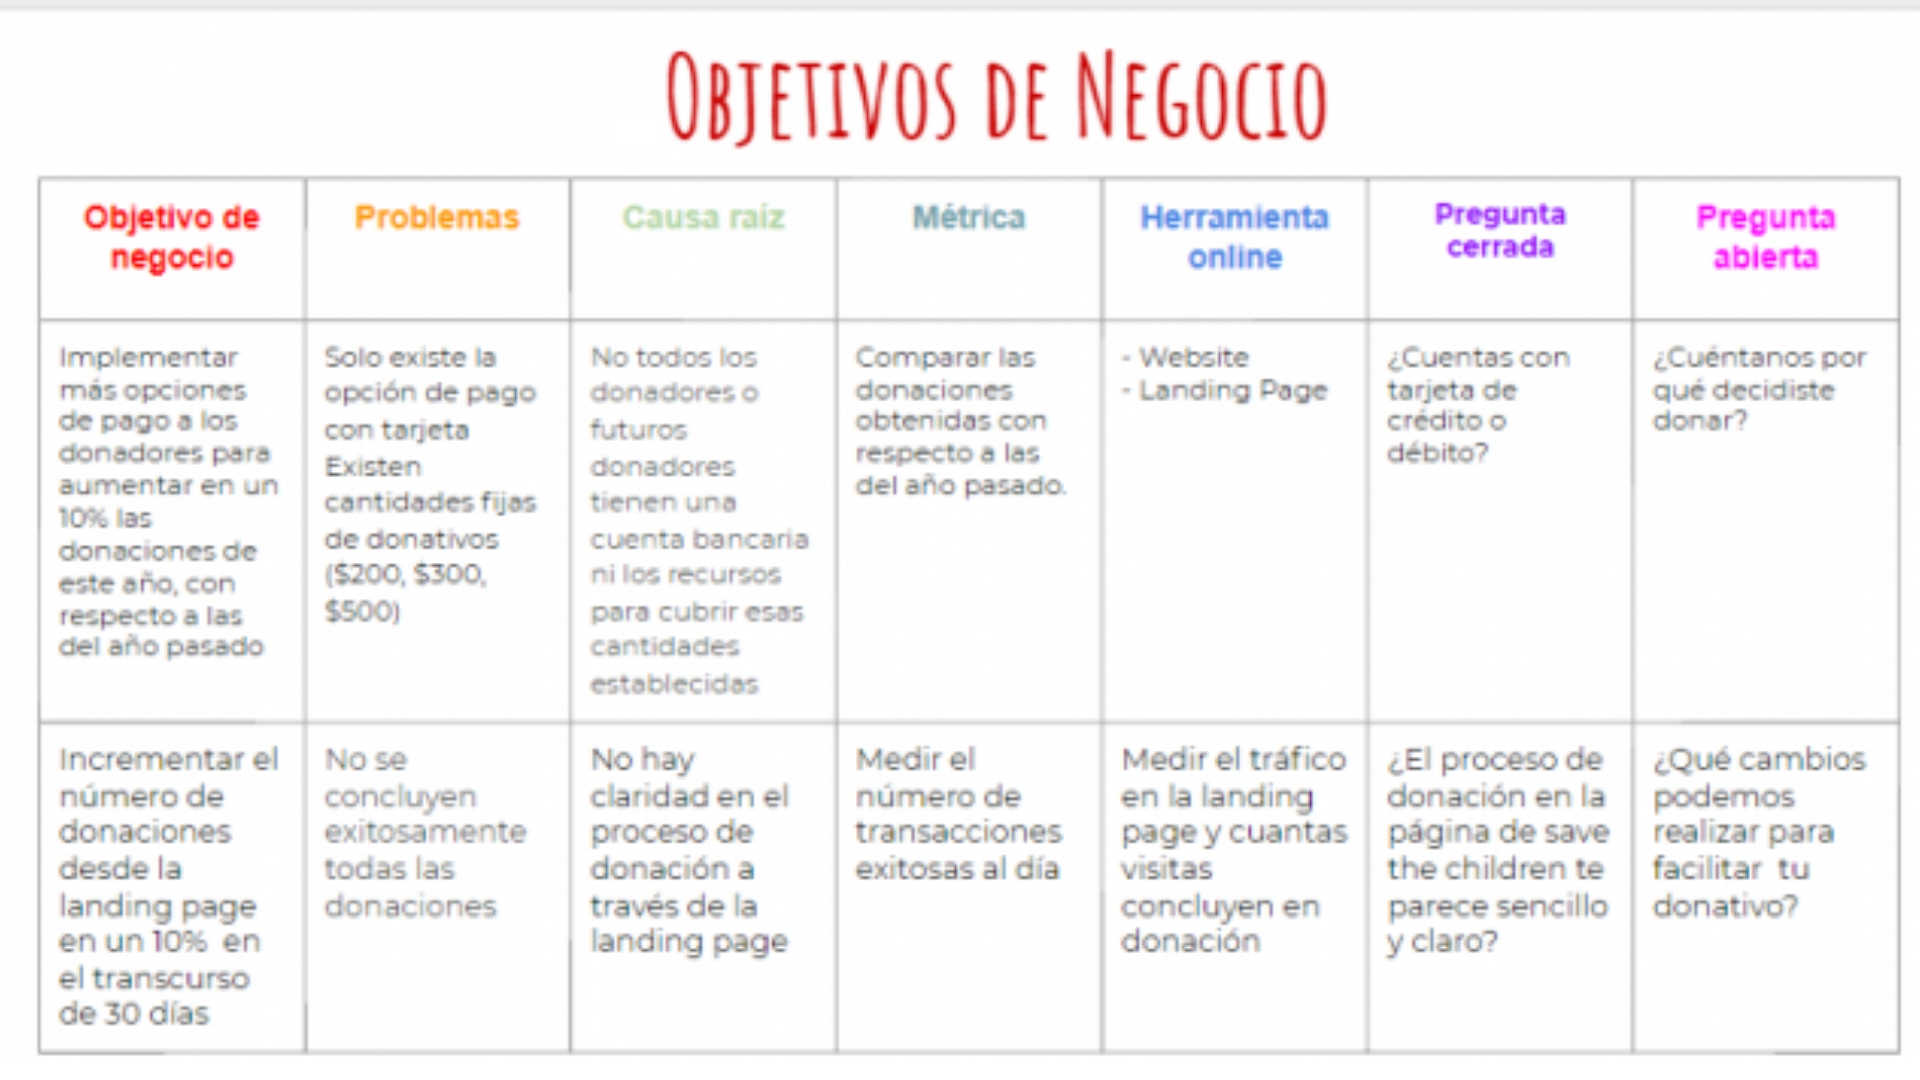 Objetivos de Negocio
Objetivo de
negocio
Problemas
Causa raíz
Métrica
Herramienta
online
Pregunta
cerrada
Pregunta
abierta
Implementar
más opciones
de pago a los
donadores para
aumentar en un
10% las
donaciones de
este año, con
respecto a las
del año pasado
Solo existe la
opción de pago
con tarjeta
Existen
cantidades fijas
de donativos
($200, $300,
$500)
No todos los
donadores o
futuros
donadores
tienen una
cuenta bancaria
ni los recursos
para cubrir esas
cantidades
establecidas
Comparar las
donaciones
obtenidas con
respecto a las
del año pasado.
- Website
- Landing Page
¿Cuentas con
tarjeta de
crédito o
débito?
¿Cuéntanos por
qué decidiste
donar?
Incrementar el
número de
donaciones
desde la
landing page
en un 10% en
el transcurso
de 30 días
No se
concluyen
exitosamente
todas las
donaciones
No hay
claridad en el
proceso de
donación a
través de la
landing page
Medir el
número de
transacciones
exitosas al día
Medir el tráfico
en la landing
page y cuantas
visitas
concluyen en
donación
¿El proceso de
donación en la
página de save
the children te
parece sencillo
y claro?
¿Qué cambios
podemos
realizar para
facilitar tu
donativo?